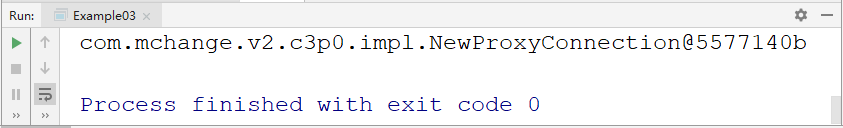 Run: Example03
com.mchange.v2.c3p0.impl.NewProxyConnection@5577140b
Process finished with exit code 0